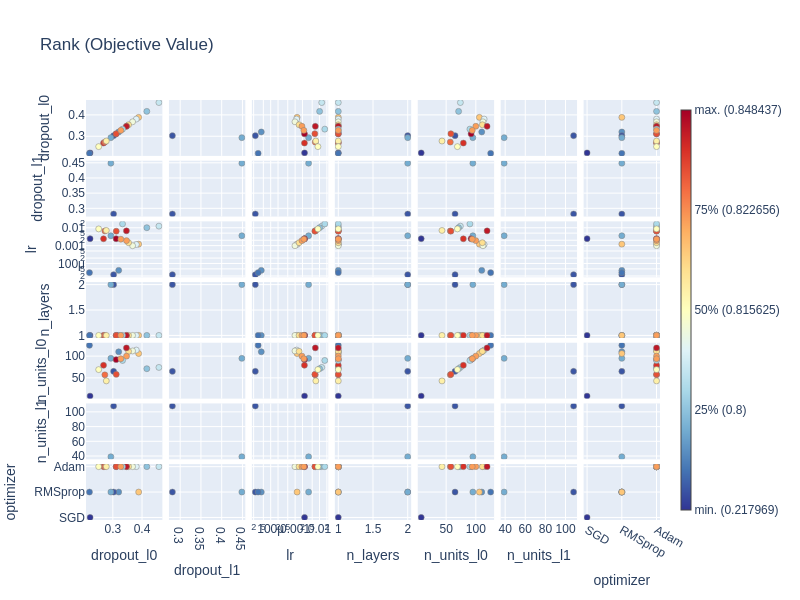 Rank (Objective Value)
dropout_l0
0.4
0.3
dropout_l1
0.45
0.4
0.35
0.3
lr
0.01
0.001
n_layers
2
1.5
1
n_units_l0
100
50
n_units_l1
100
80
60
40
optimizer
Adam
RMSprop
SGD
0.3 0.4
0.3 0.35 0.4 0.45
1 1.5 2
50 100
40 60 80 100
SGD RMSprop Adam
dropout_l0
dropout_l1
lr
n_layers
n_units_l0
n_units_l1
optimizer
max. (0.848437)
75% (0.822656)
50% (0.815625)
25% (0.8)
min. (0.217969)